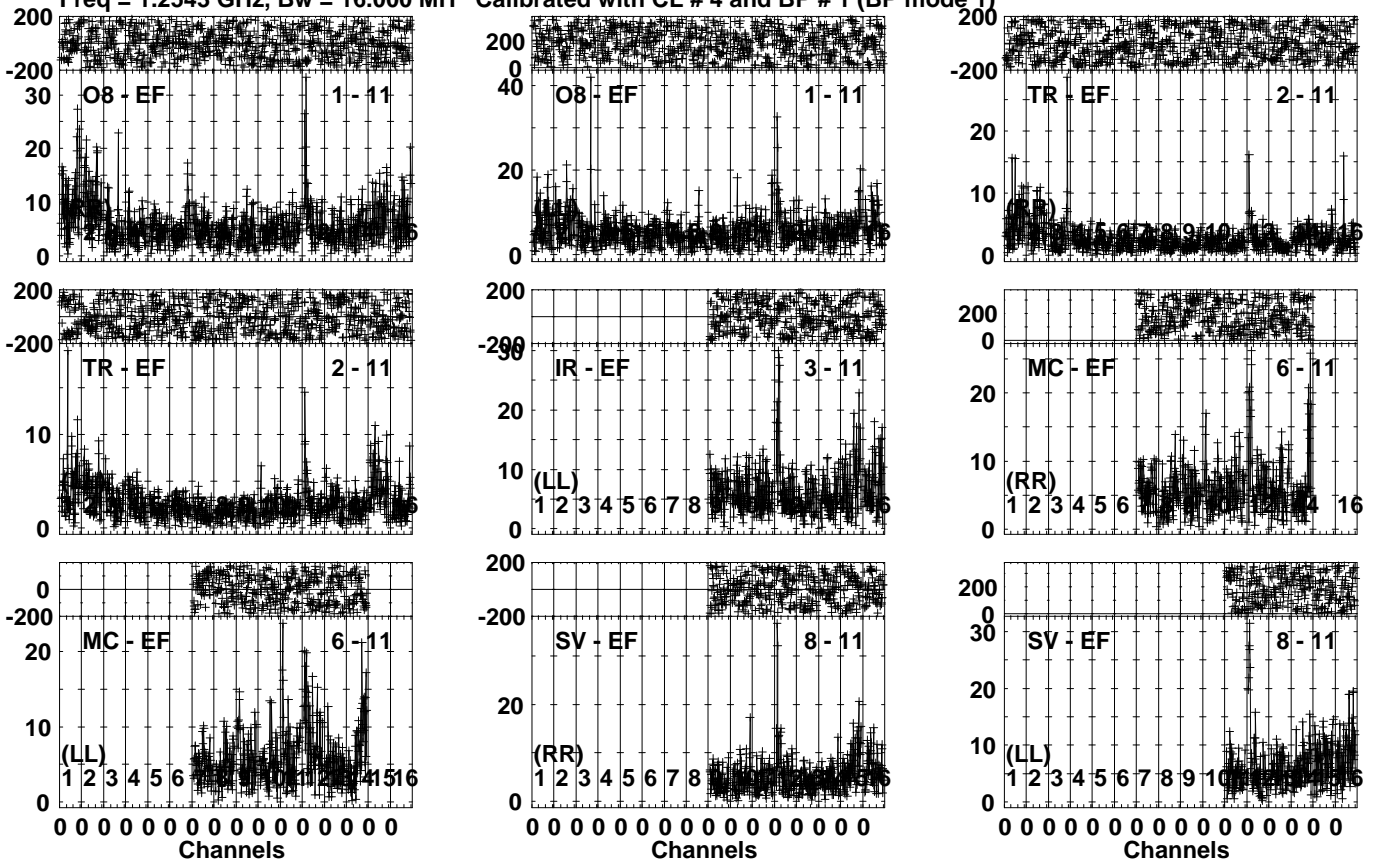 Freq = 1.2543 GHz, Bw = 16.000 MH Calibrated with CL # 4 and BP # 1 (BP mode 1)
200 200 200
-200 0 -200
30 O8 - EF 1 - 11 40 O8 - EF 1 - 11 TR - EF 2 - 11
20 20 20
10 10 (RR)
0 0 0
200 200 200
-200 -200 0
TR - EF 2 - 11 30 IR - EF 3 - 11 MC - EF 6 - 11
10 20 20
10 10
(LL) (RR)
1 2 3 4 5 6 7 8 16 1 2 3 4 5 6 16
0 0 0
0 200 200
-200 -200 0
MC - EF 6 - 11 SV - EF 8 - 11 30 SV - EF 8 - 11
20 20 20
10 10
(LL) (RR) (LL)
1 2 3 4 5 6 15 16 1 2 3 4 5 6 7 8 16 1 2 3 4 5 6 7 8 9 10 16
0 0 0
0 0 0 0 0 0 0 0 0 0 0 0 0 0 0 0 0 0 0 0 0 0 0 0 0 0 0 0 0 0 0 0 0 0 0 0 0 0 0 0 0 0 0 0 0 0 0 0
Channels Channels Channels